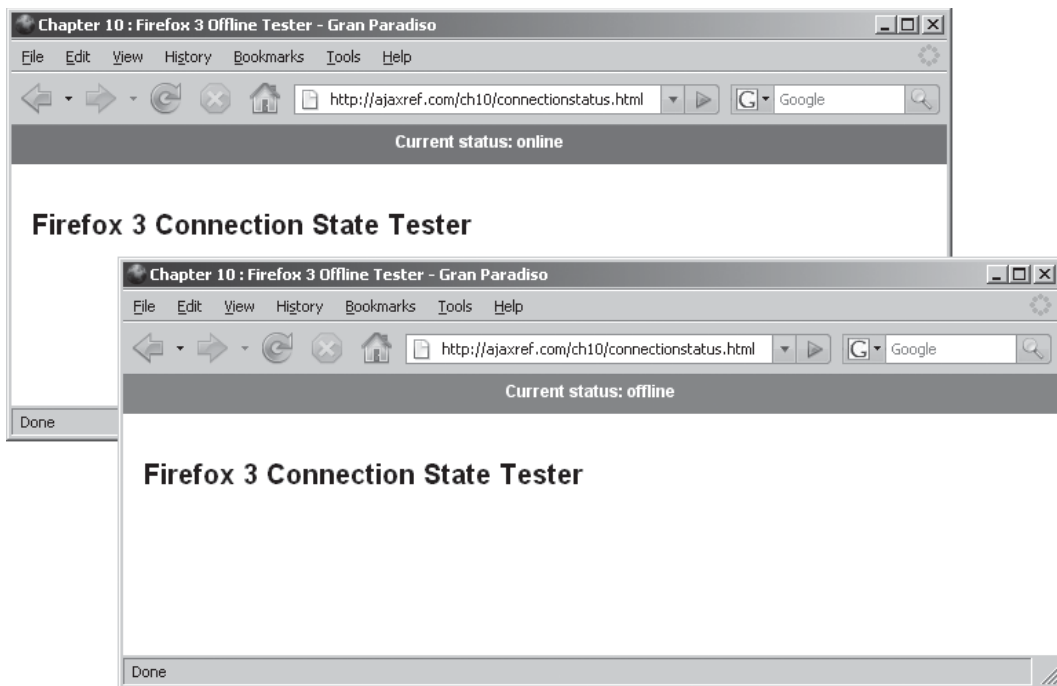 Chapter 10 : Firefox 3 Offline Tester - Gran Paradiso
File Edit View History Bookmarks Tools Help
http://ajaxref.com/ch10/connectionstatus.html G Google
Current status: online
Firefox 3 Connection State Tester
Done
Chapter 10 : Firefox 3 Offline Tester - Gran Paradiso
File Edit View History Bookmarks Tools Help
http://ajaxref.com/ch10/connectionstatus.html G Google
Current status: offline
Firefox 3 Connection State Tester
Done